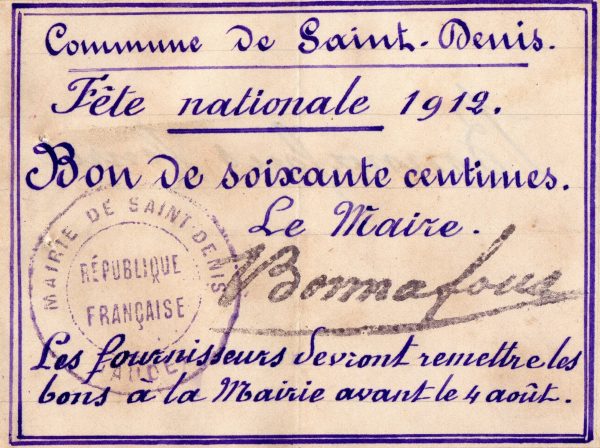 Commune de Saint-Denis.
Fête nationale 1912.
Bon de soixante centimes.
Le Maire.
Bonnafous
MAIRIE DE SAINT-DENIS
RÉPUBLIQUE
FRANÇAISE
AUDE
Les fournisseurs devront remettre les
bons à la Mairie avant le 4 août.